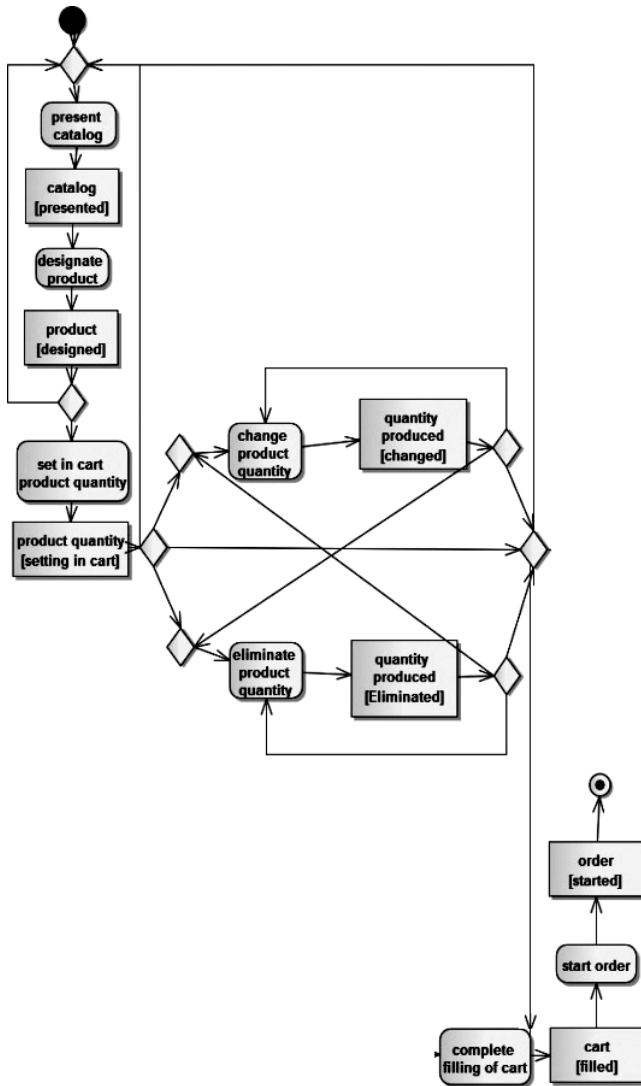 present
catalog
catalog
[presented]
designate
product
product
[designed]
set in cart
product quantity
product quantity
[setting in cart]
change
product
quantity
quantity
produced
[changed]
eliminate
product
quantity
quantity
produced
[Eliminated]
order
[started]
start order
complete
filling of cart
cart
[filled]